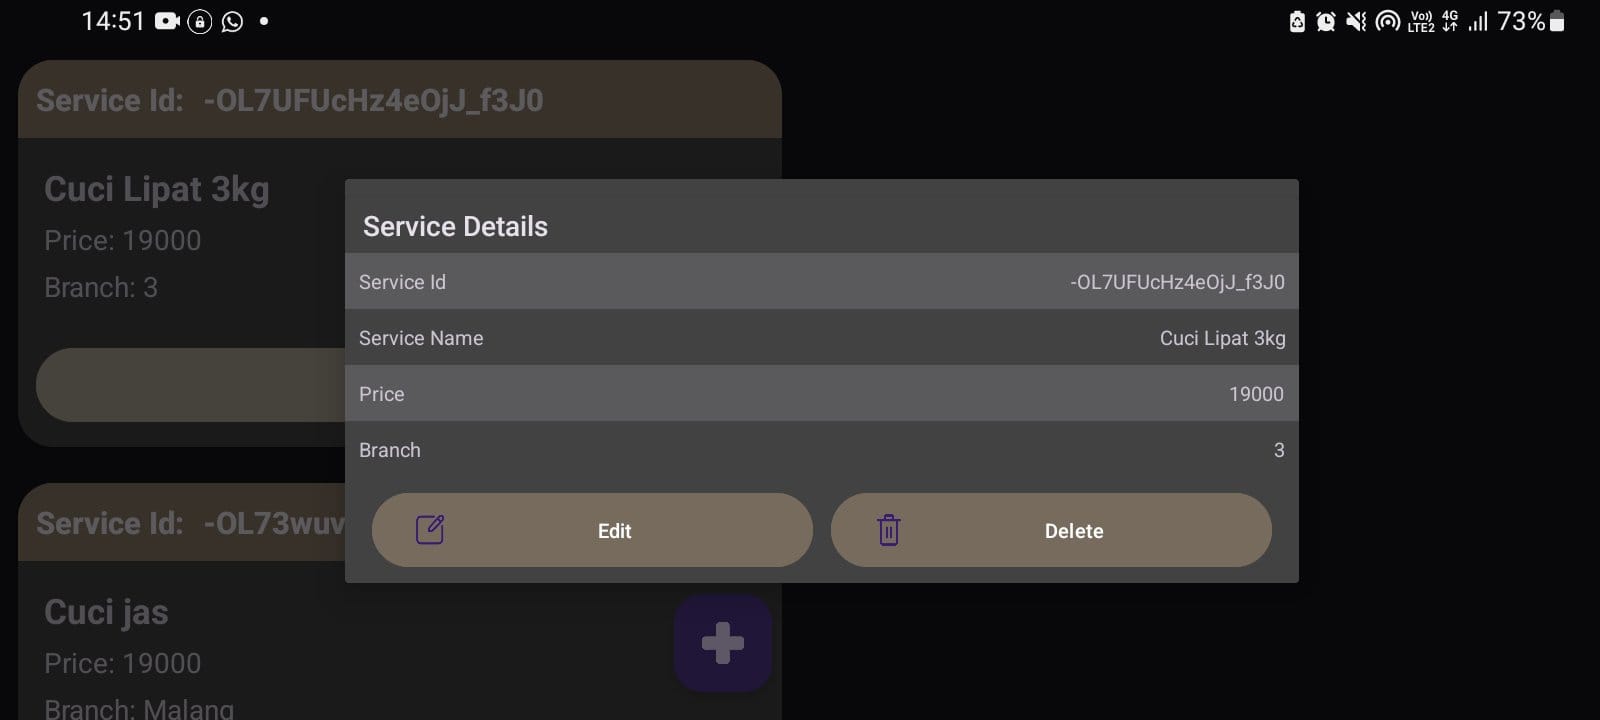 14:51
Vo)) LTE2 4G 73%
Service Id: -OL7UFUcHz4eOjJ_f3J0
Cuci Lipat 3kg
Price: 19000
Branch: 3
Service Details
Service Id -OL7UFUcHz4eOjJ_f3J0
Service Name Cuci Lipat 3kg
Price 19000
Branch 3
Edit Delete
Service Id: -OL73wuv
Cuci jas
Price: 19000
Branch: Malang